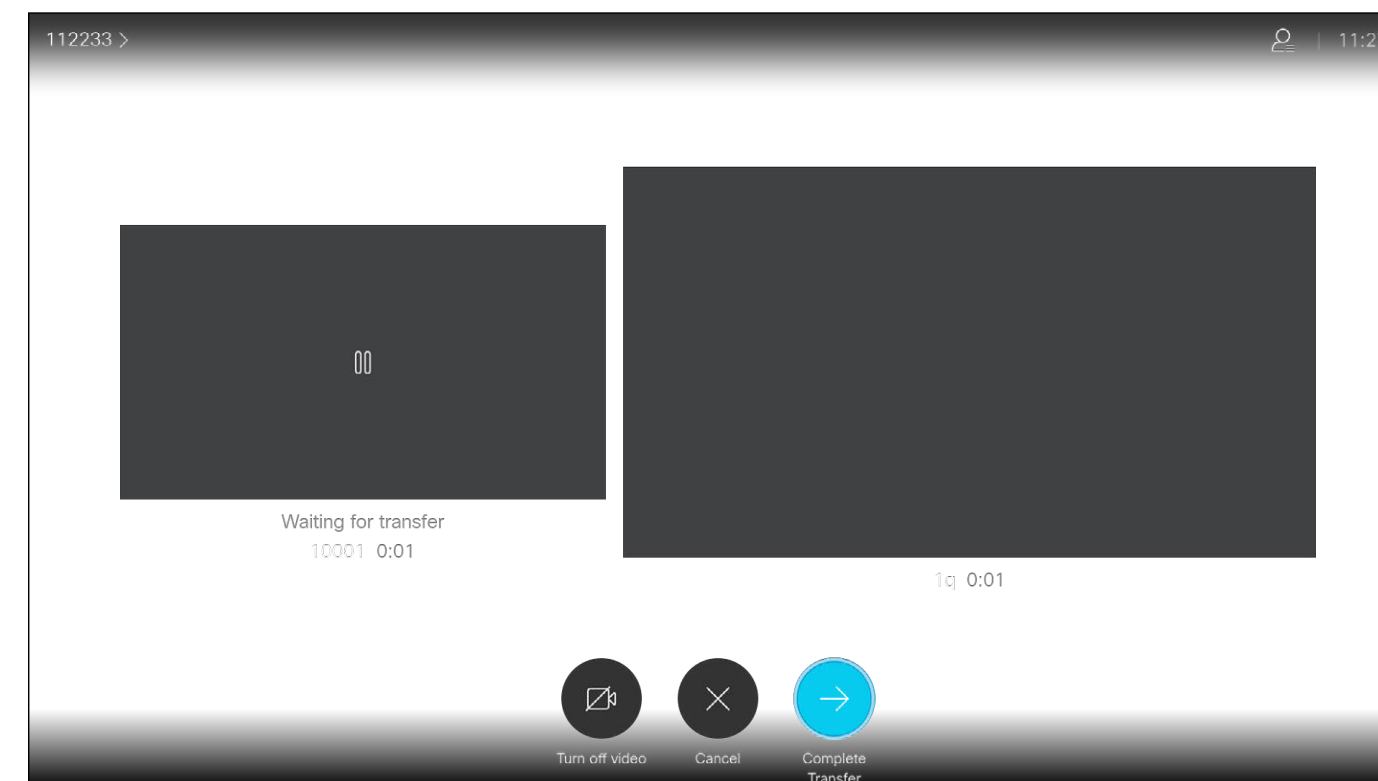 112233 >
11:2
Waiting for transfer
10001 0:01
1q 0:01
Turn off video
Cancel
Complete
Transfer